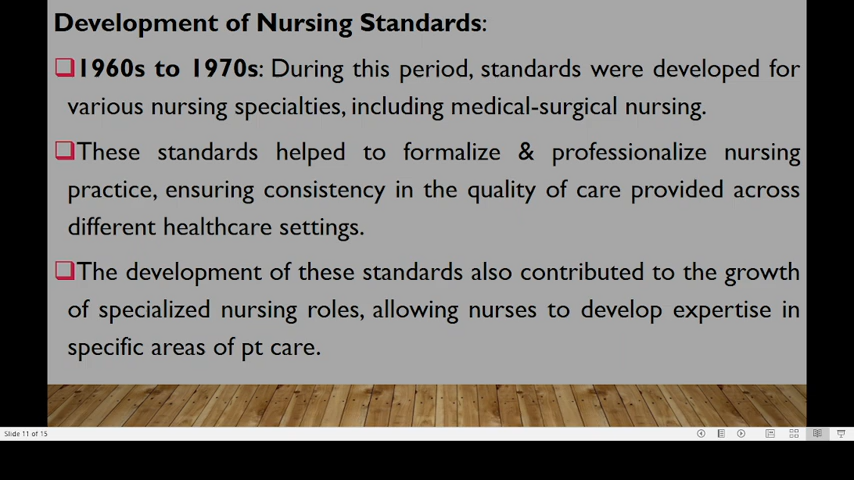 Development of Nursing Standards:
❑1960s to 1970s: During this period, standards were developed for
various nursing specialties, including medical-surgical nursing.
❑These standards helped to formalize & professionalize nursing
practice, ensuring consistency in the quality of care provided across
different healthcare settings.
❑The development of these standards also contributed to the growth
of specialized nursing roles, allowing nurses to develop expertise in
specific areas of pt care.
Slide 11 of 15